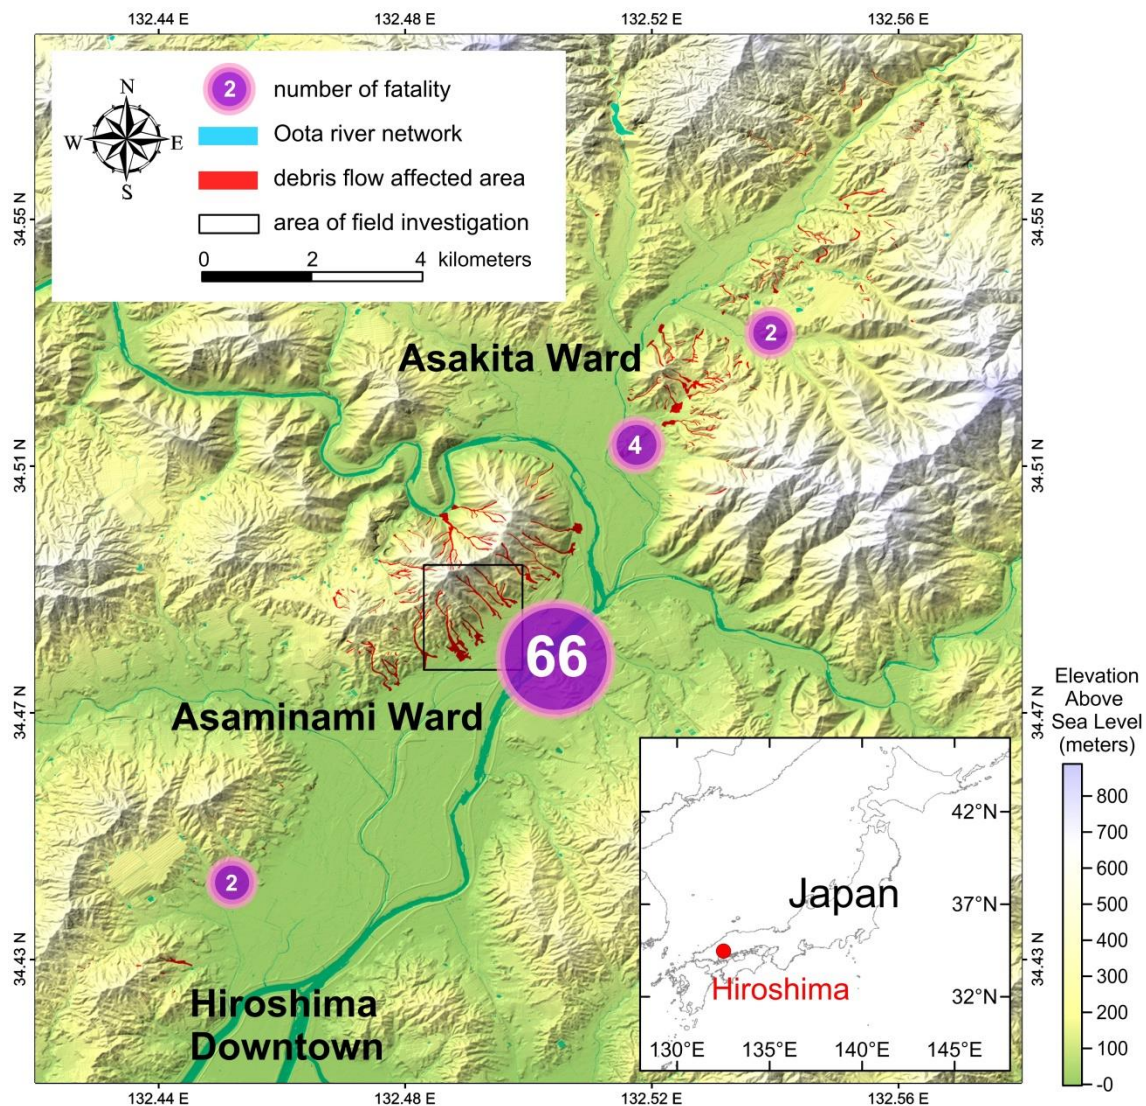 132.44 E
132.48 E
132.52 E
132.56 E
N
W
E
S
2
number of fatality
Oota river network
debris flow affected area
area of field investigation
0
2
4
kilometers
34.55 N
34.55 N
2
Asakita Ward
4
34.51 N
34.51 N
66
Asaminami Ward
34.47 N
34.47 N
2
34.43 N
34.43 N
Hiroshima
Downtown
Japan
Hiroshima
42°N
37°N
32°N
130°E
135°E
140°E
145°E
Elevation
Above
Sea Level
(meters)
800
700
600
500
400
300
200
100
-0
132.44 E
132.48 E
132.52 E
132.56 E